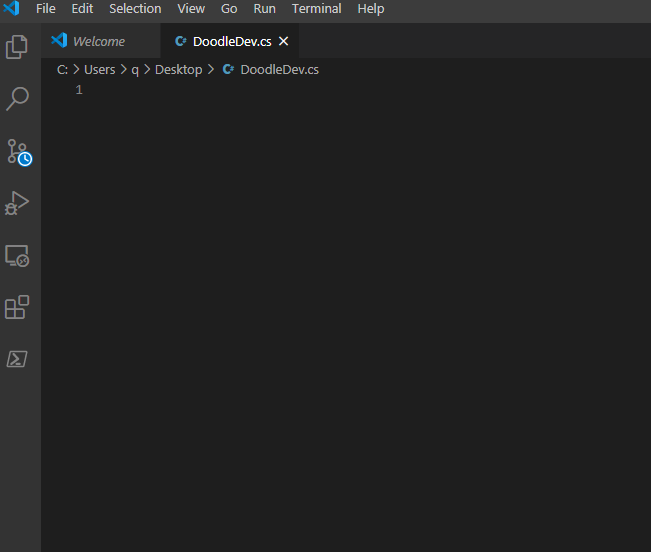 File Edit Selection View Go Run Terminal Help
Welcome C# DoodleDev.cs
C: > Users > q > Desktop > C# DoodleDev.cs
1